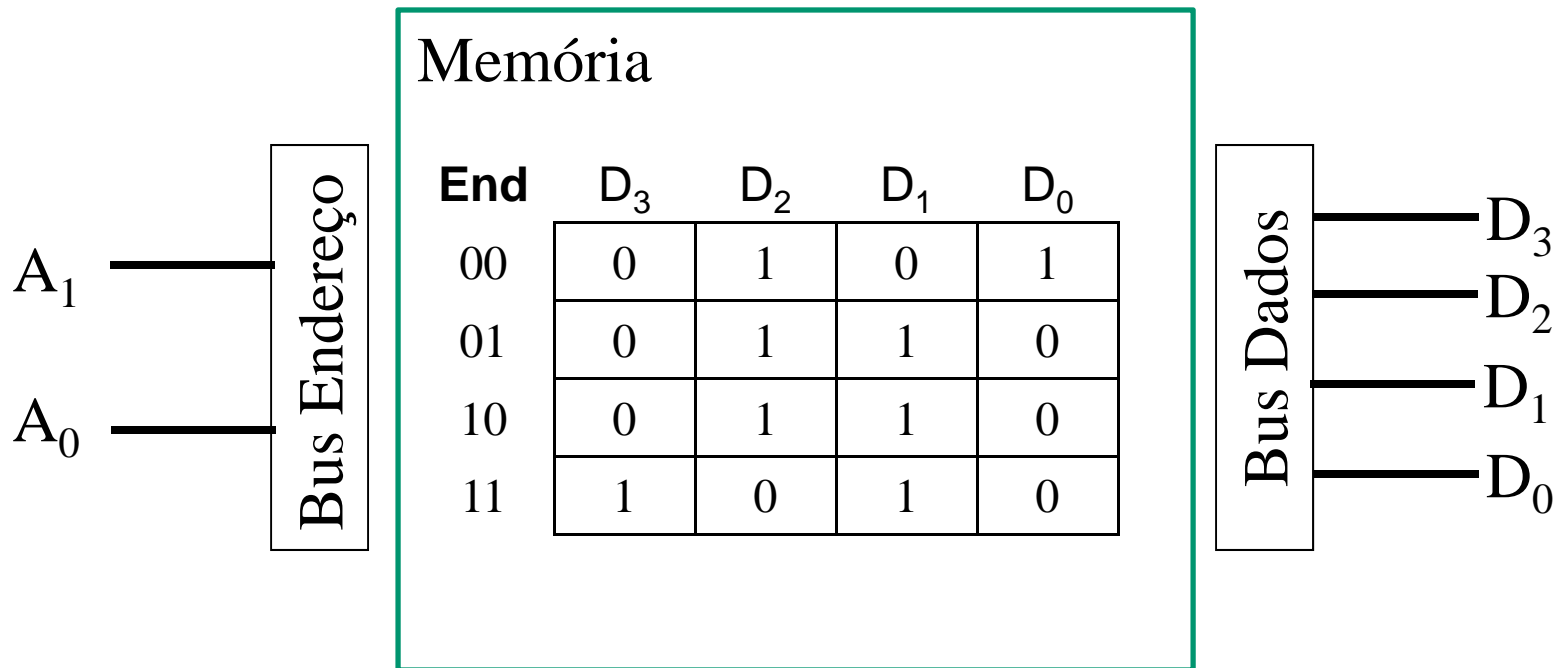 Memória
End D₃ D₂ D₁ D₀
00 0 1 0 1
01 0 1 1 0
10 0 1 1 0
11 1 0 1 0
A₁
A₀
Bus Endereço
Bus Dados
D₃
D₂
D₁
D₀